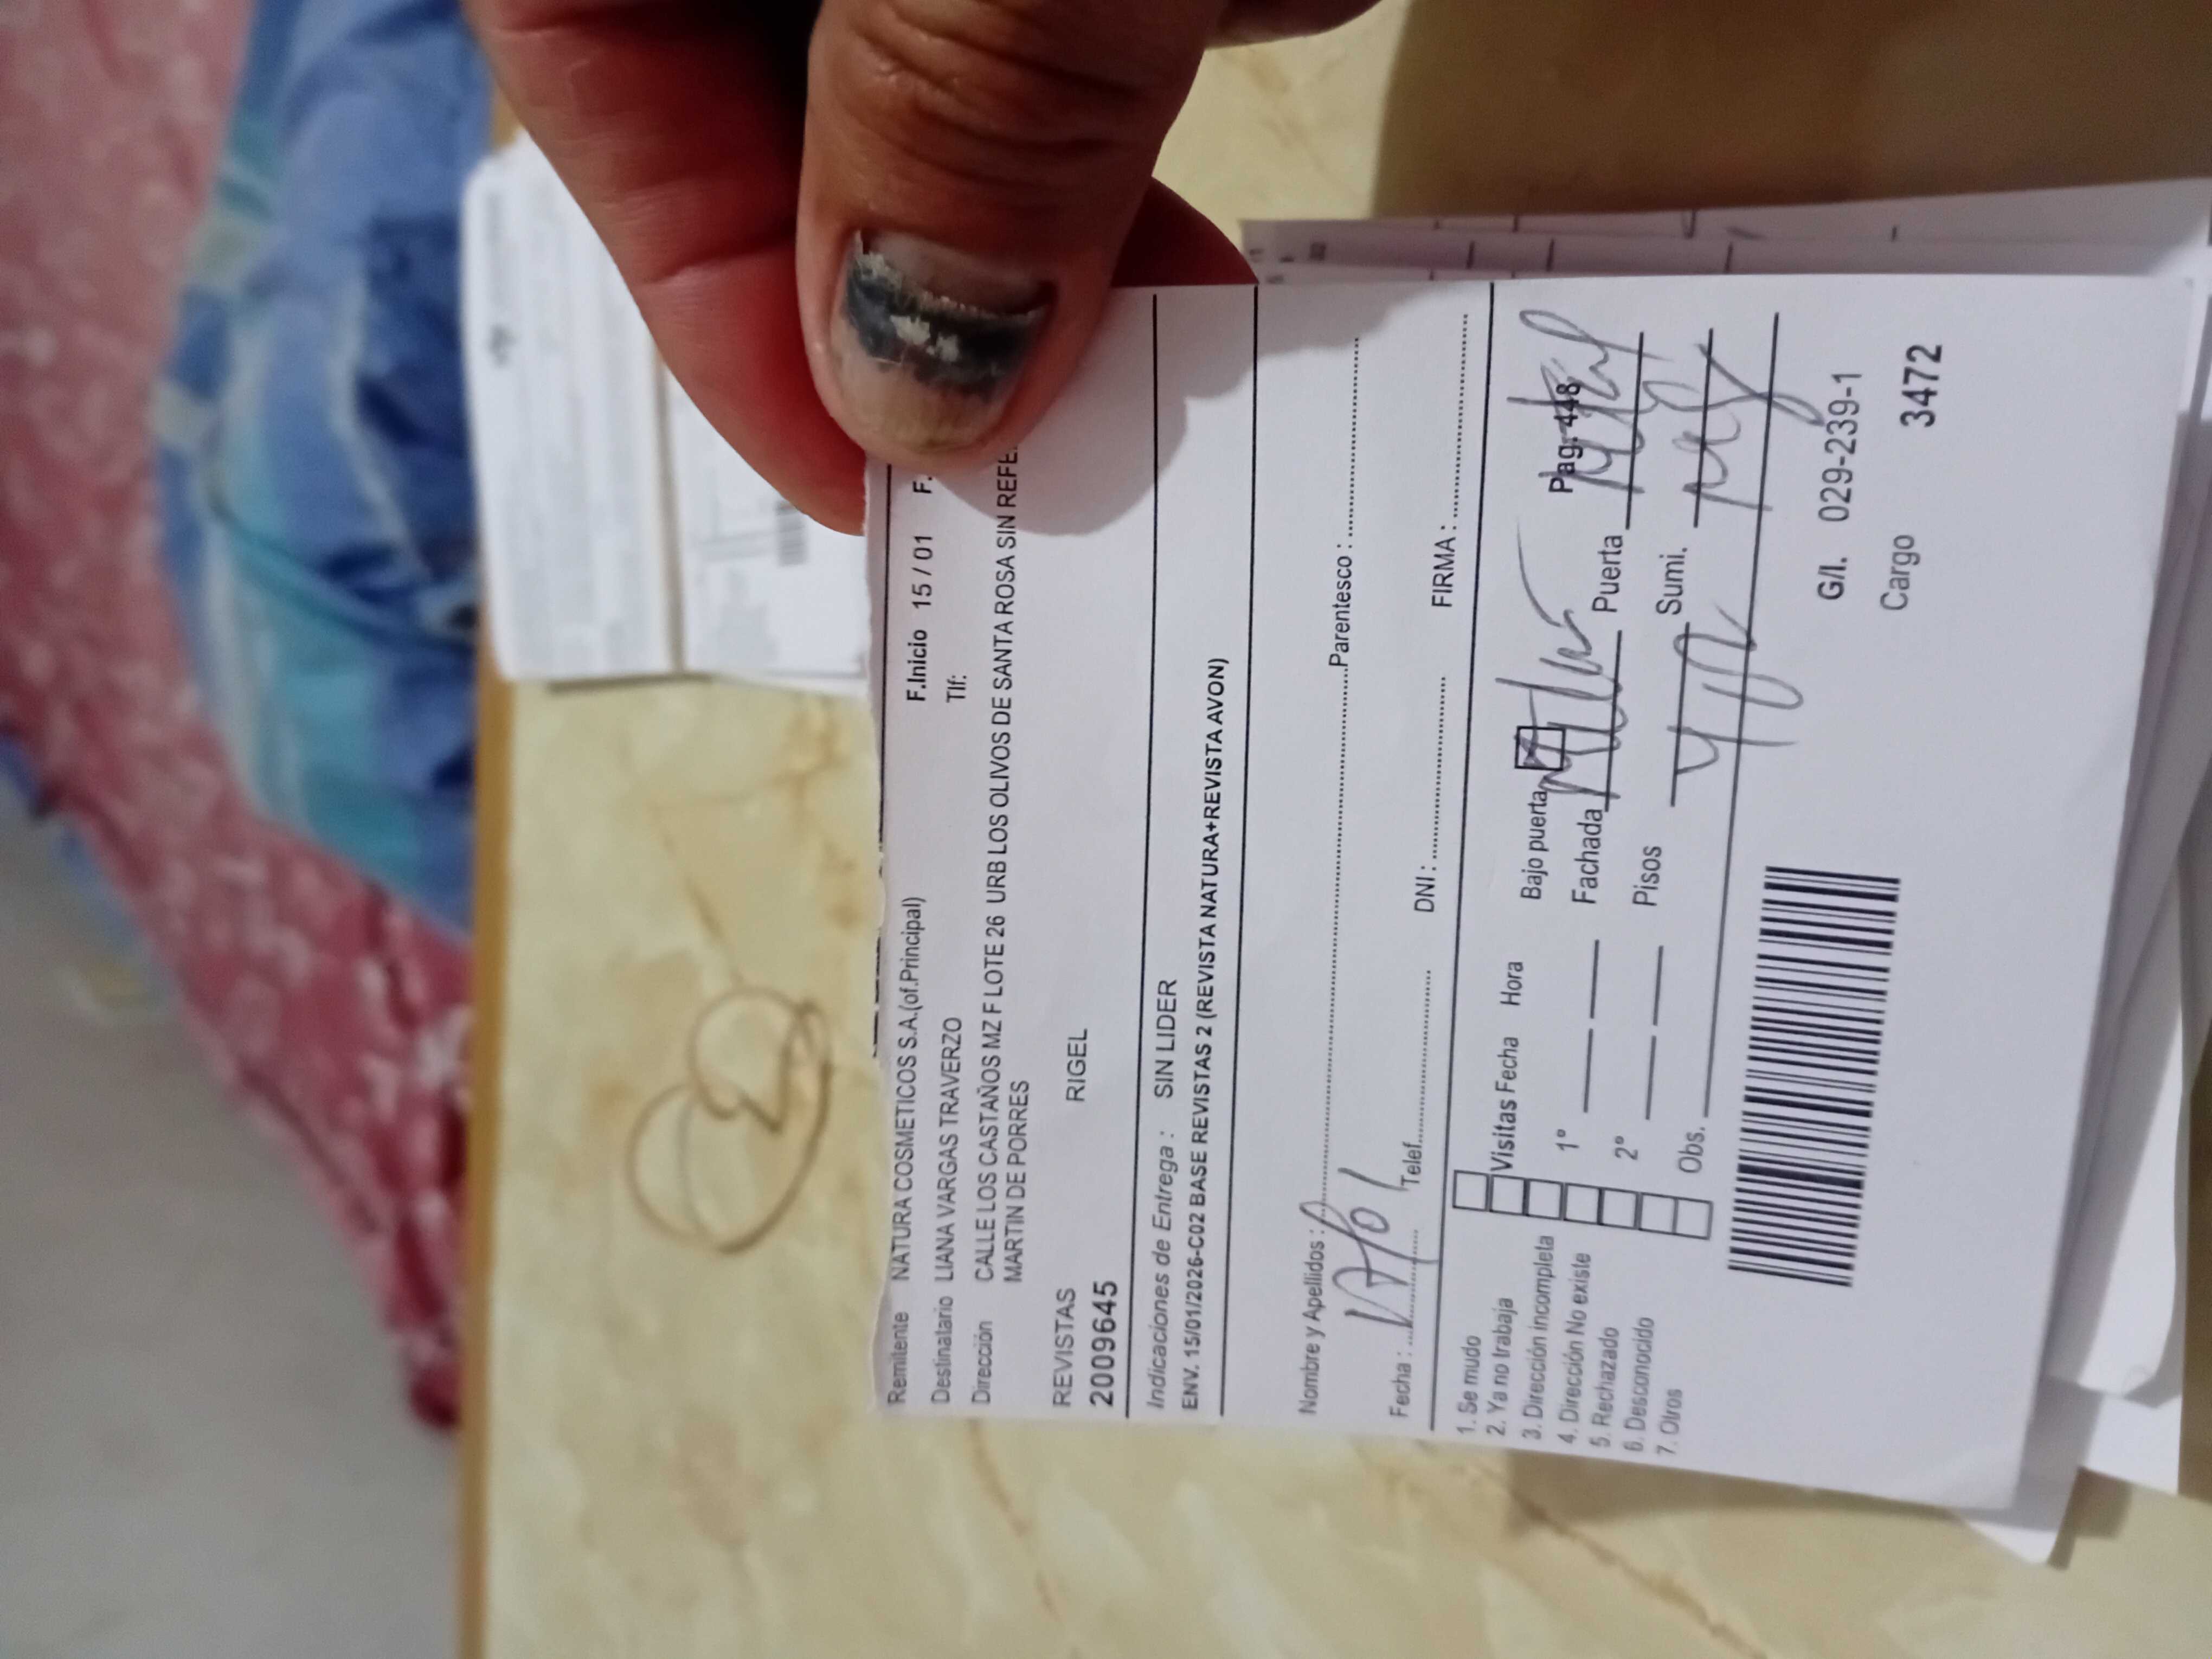 Remitente NATURA COSMETICOS S.A.(of.Principal) F.Inicio 15 / 01 F.
Destinatario LIANA VARGAS TRAVERZO Tlf:
Dirección CALLE LOS CASTAÑOS MZ F LOTE 26 URB LOS OLIVOS DE SANTA ROSA SIN REFE.
MARTIN DE PORRES
REVISTAS RIGEL
2009645
Indicaciones de Entrega : SIN LIDER
ENV. 15/01/2026-C02 BASE REVISTAS 2 (REVISTA NATURA+REVISTA AVON)
Nombre y Apellidos : Parentesco :
Fecha : Telef. DNI : FIRMA :
1. Se mudo
2. Ya no trabaja
3. Dirección incompleta
4. Dirección No existe
5. Rechazado
6. Desconocido
7. Otros
Visitas Fecha Hora
1°
2°
Obs.
Bajo puerta Pag. 448
Fachada Puerta
Pisos Sumi.
G/I. 029-239-1
Cargo 3472